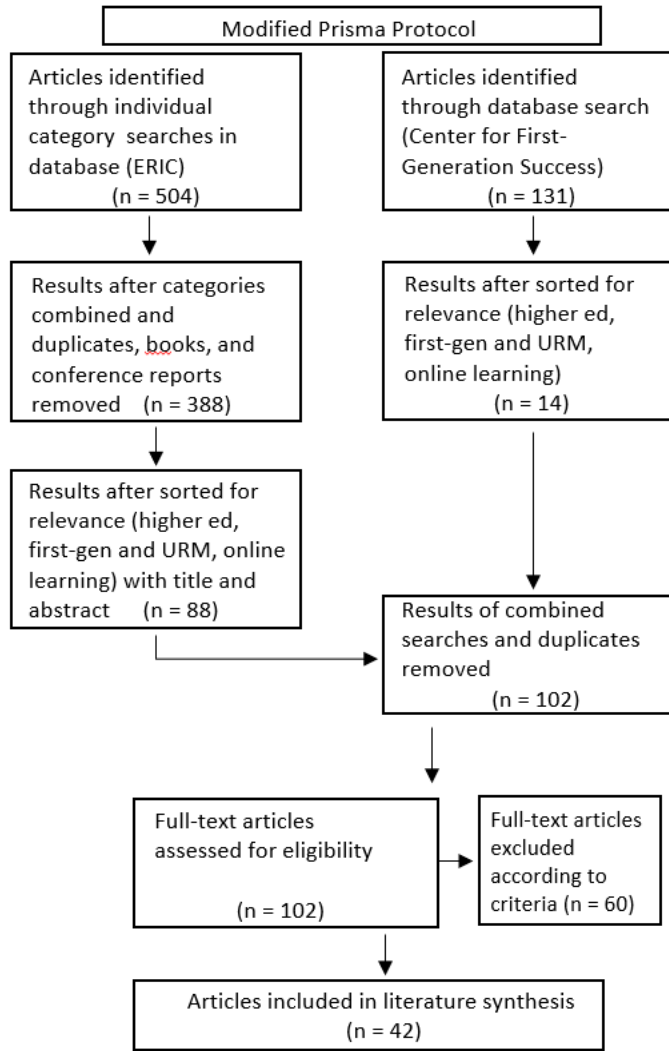 Modified Prisma Protocol
Articles identified
through individual
category searches in
database (ERIC)
(n = 504)
Articles identified
through database search
(Center for First-
Generation Success)
(n = 131)
Results after categories
combined and
duplicates, books, and
conference reports
removed (n = 388)
Results after sorted for
relevance (higher ed,
first-gen and URM,
online learning)
(n = 14)
Results after sorted for
relevance (higher ed,
first-gen and URM, online
learning) with title and
abstract (n = 88)
Results of combined
searches and duplicates
removed
(n = 102)
Full-text articles
assessed for eligibility
(n = 102)
Full-text articles
excluded
according to
criteria (n = 60)
Articles included in literature synthesis
(n = 42)